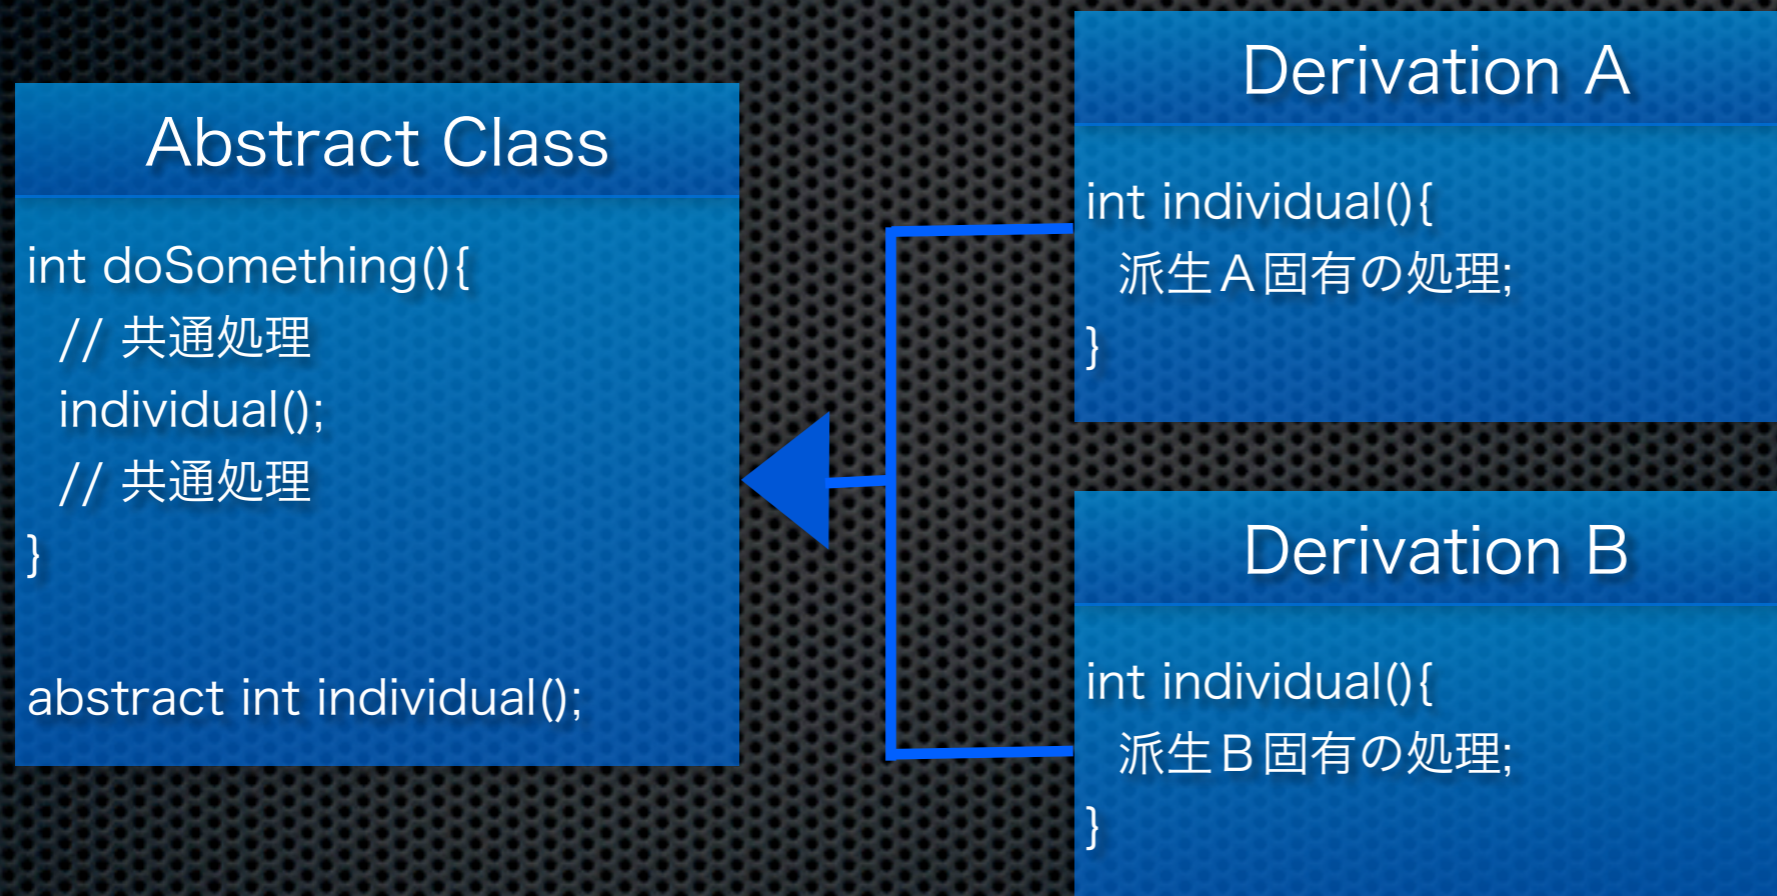 Abstract Class
int doSomething(){
// 共通処理
individual();
// 共通処理
}
abstract int individual();
Derivation A
int individual(){
派生Ａ固有の処理;
}
Derivation B
int individual(){
派生Ｂ固有の処理;
}